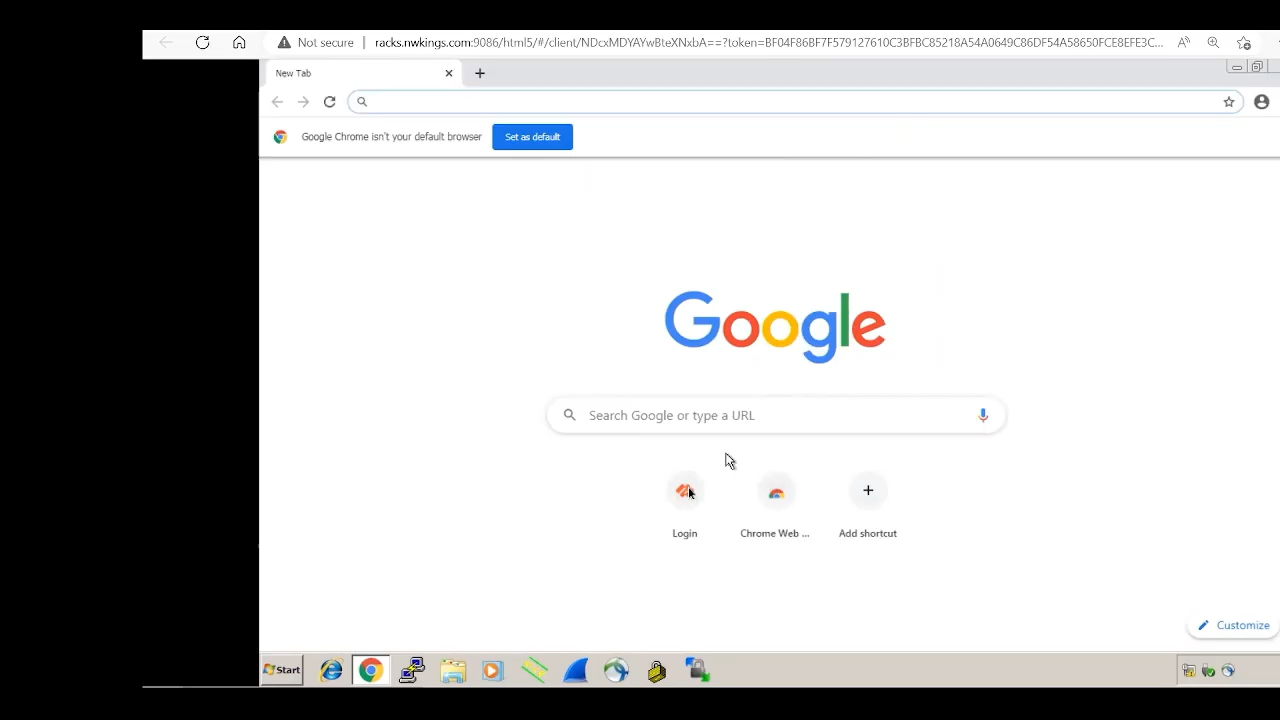 Not secure racks.nwkings.com:9086/html5/#/client/NDcxMDYAYwBteXNxbA==?token=BF04F86BF7F579127610C3BFBC85218A54A0649C86DF54A58650FCE8EFE3C...
New Tab
Google Chrome isn't your default browser Set as default
Google
Search Google or type a URL
Login Chrome Web ... Add shortcut
Customize
Start